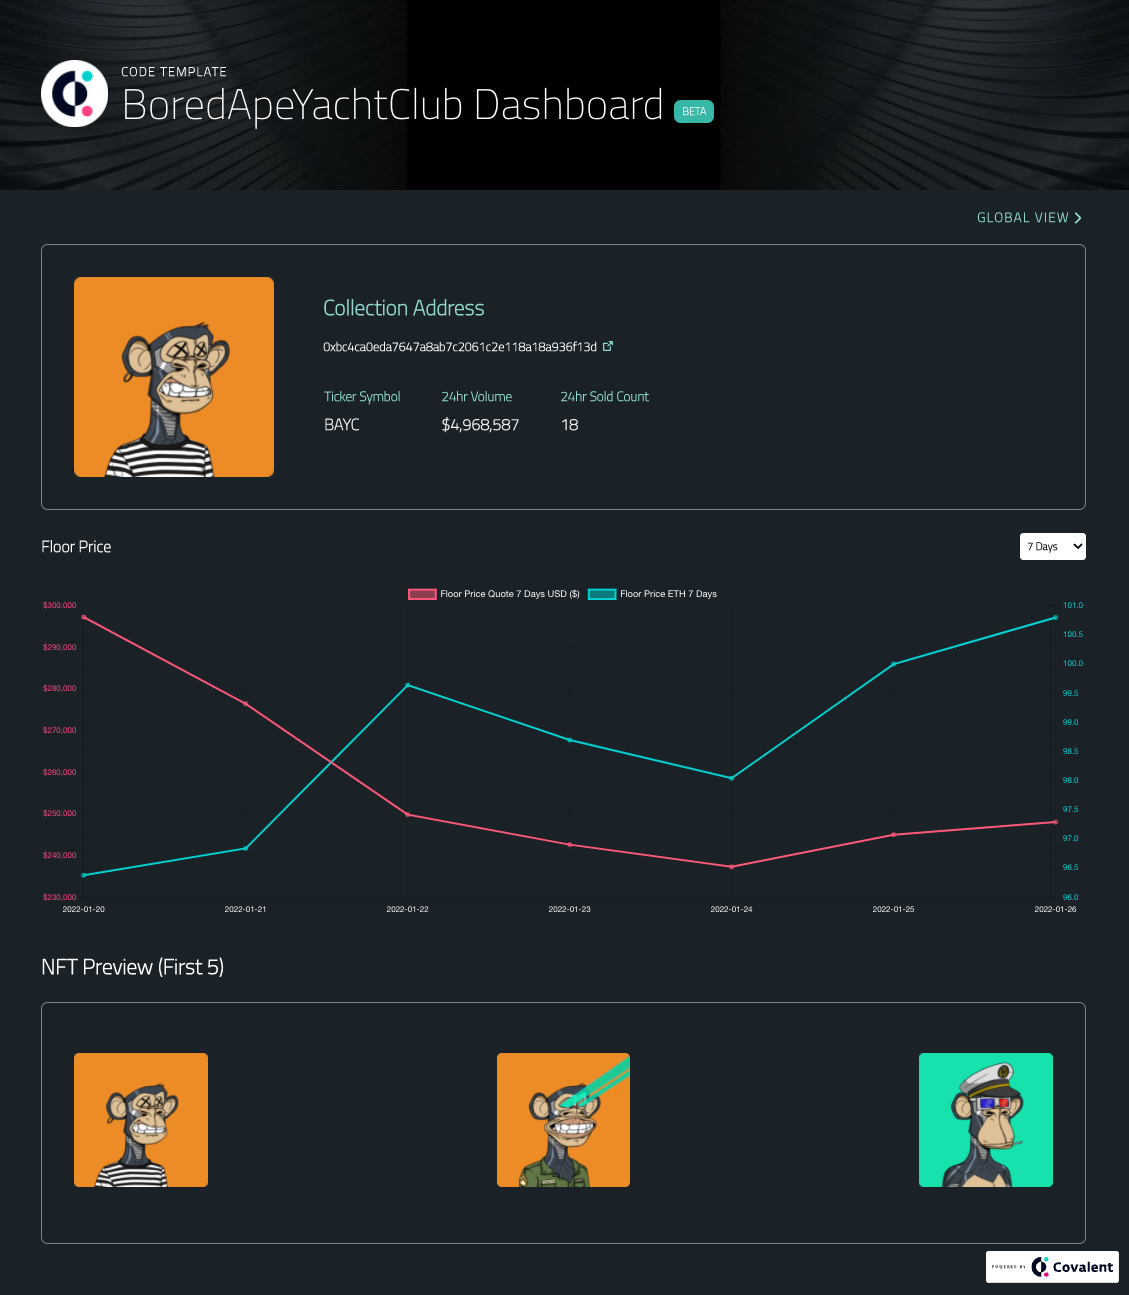 CODE TEMPLATE
BoredApeYachtClub Dashboard BETA
GLOBAL VIEW
Collection Address
0xbc4ca0eda7647a8ab7c2061c2e118a18a936f13d
Ticker Symbol 24hr Volume 24hr Sold Count
BAYC $4,968,587 18
Floor Price 7 Days
Floor Price Quote 7 Days USD ($) Floor Price ETH 7 Days
$300,000 101.0
100.5
$290,000
100.0
$280,000
99.5
$270,000 99.0
98.5
$260,000
98.0
$250,000 97.5
97.0
$240,000
96.5
$230,000 96.0
2022-01-20 2022-01-21 2022-01-22 2022-01-23 2022-01-24 2022-01-25 2022-01-26
NFT Preview (First 5)
POWERED BY Covalent